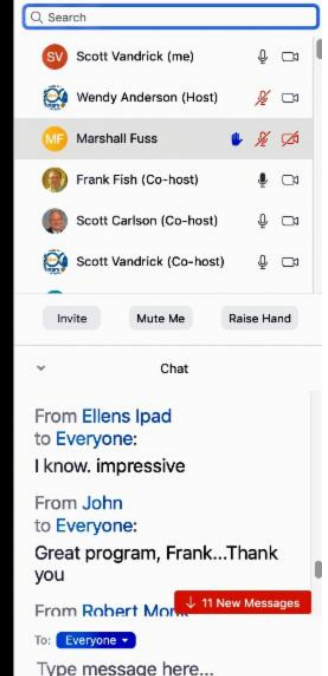 Search
SV Scott Vandrick (me)
Wendy Anderson (Host)
MF Marshall Fuss
Frank Fish (Co-host)
Scott Carlson (Co-host)
Scott Vandrick (Co-host)
Invite Mute Me Raise Hand
Chat
From Ellens Ipad
to Everyone:
I know. impressive
From John
to Everyone:
Great program, Frank...Thank
you
From Robert
↓ 11 New Messages
To: Everyone
Type message here...